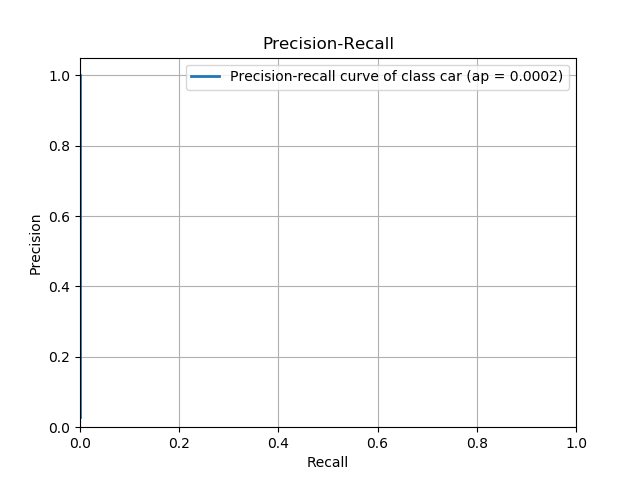 Precision-Recall
Precision-recall curve of class car (ap = 0.0002)
1.0
0.8
0.6
0.4
0.2
0.0
Precision
0.0 0.2 0.4 0.6 0.8 1.0
Recall